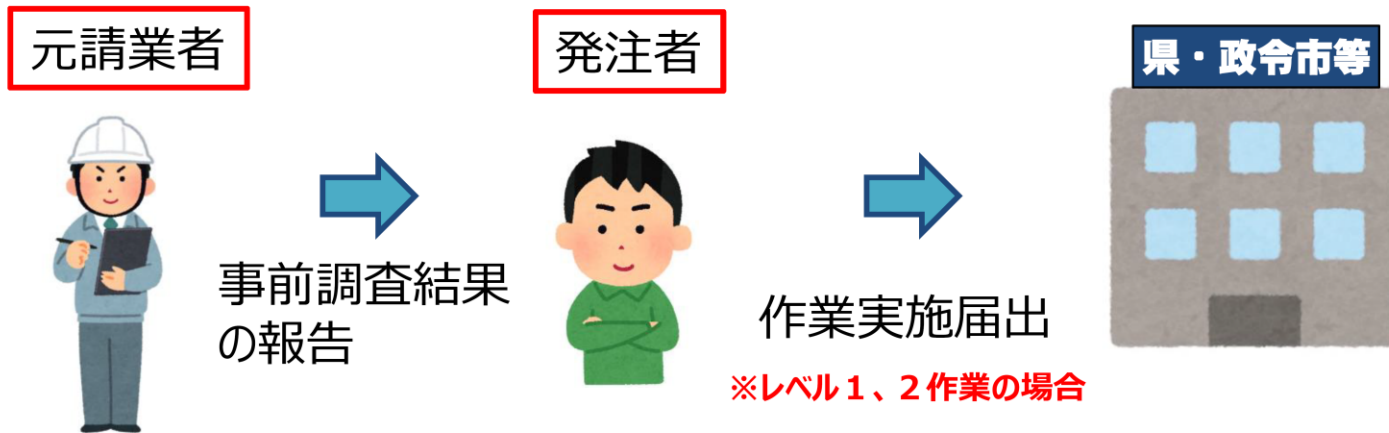 元請業者
発注者
県・政令市等
事前調査結果
の報告
作業実施届出
※レベル１、２作業の場合